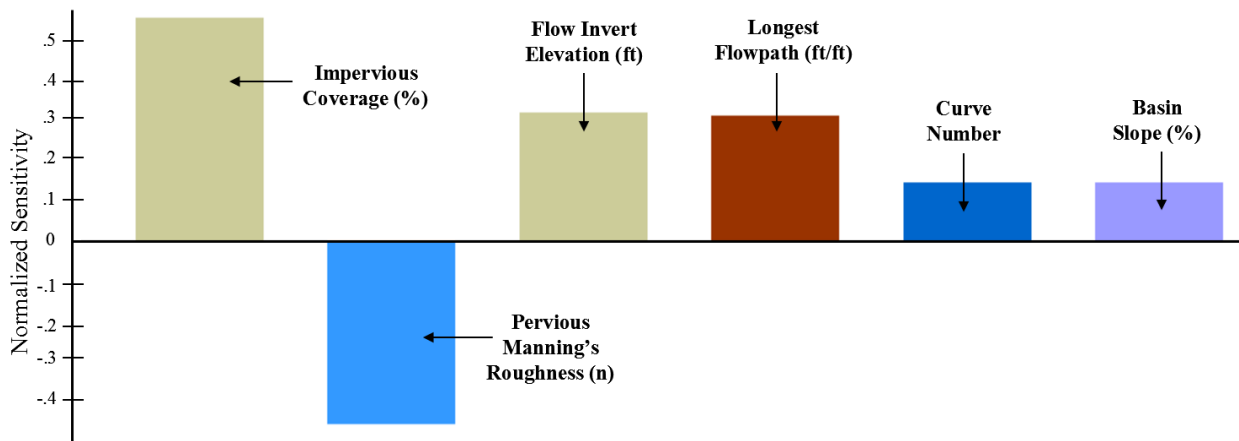 Normalized Sensitivity
.5
.4
.3
.2
.1
0
-.1
-.2
-.3
-.4
Impervious
Coverage (%)
Pervious
Manning’s
Roughness (n)
Flow Invert
Elevation (ft)
Longest
Flowpath (ft/ft)
Curve
Number
Basin
Slope (%)